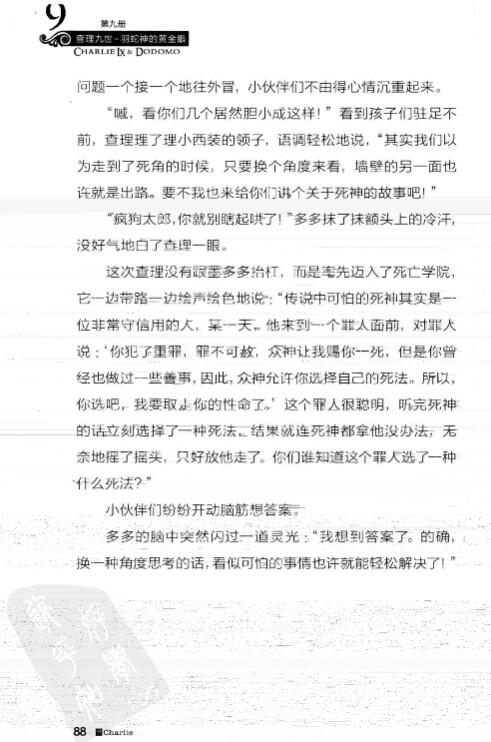 9
第九册
查理九世-羽蛇神的黄金眼
CHARLIE IX & DODOMO
问题一个接一个地往外冒，小伙伴们不由得心情沉重起来。
“嘁，看你们几个居然胆小成这样！”看到孩子们驻足不
前，查理理了理小西装的领子，语调轻松地说，“其实我们以
为走到了死角的时候，只要换个角度来看，墙壁的另一面也
许就是出路。要不我也来给你们讲个关于死神的故事吧！”
“疯狗太郎，你就别瞎起哄了！”多多抹了抹额头上的冷汗，
没好气地白了查理一眼。
这次查理没有跟墨多多抬杠，而是率先迈入了死亡学院，
它一边带路一边绘声绘色地说：“传说中可怕的死神其实是一
位非常守信用的人，某一天，他来到一个罪人面前，对罪人
说：‘你犯了重罪，罪不可赦，众神让我赐你一死，但是你曾
经也做过一些善事，因此，众神允许你选择自己的死法。所以，
你选吧，我要取走你的性命了。’这个罪人很聪明，听完死神
的话立刻选择了一种死法，结果就连死神都拿他没办法，无
奈地摇了摇头，只好放他走了。你们谁知道这个罪人选了一种
什么死法？”
小伙伴们纷纷开动脑筋想答案。
多多的脑中突然闪过一道灵光：“我想到答案了。的确，
换一种角度思考的话，看似可怕的事情也许就能轻松解决了！”
88 Charlie